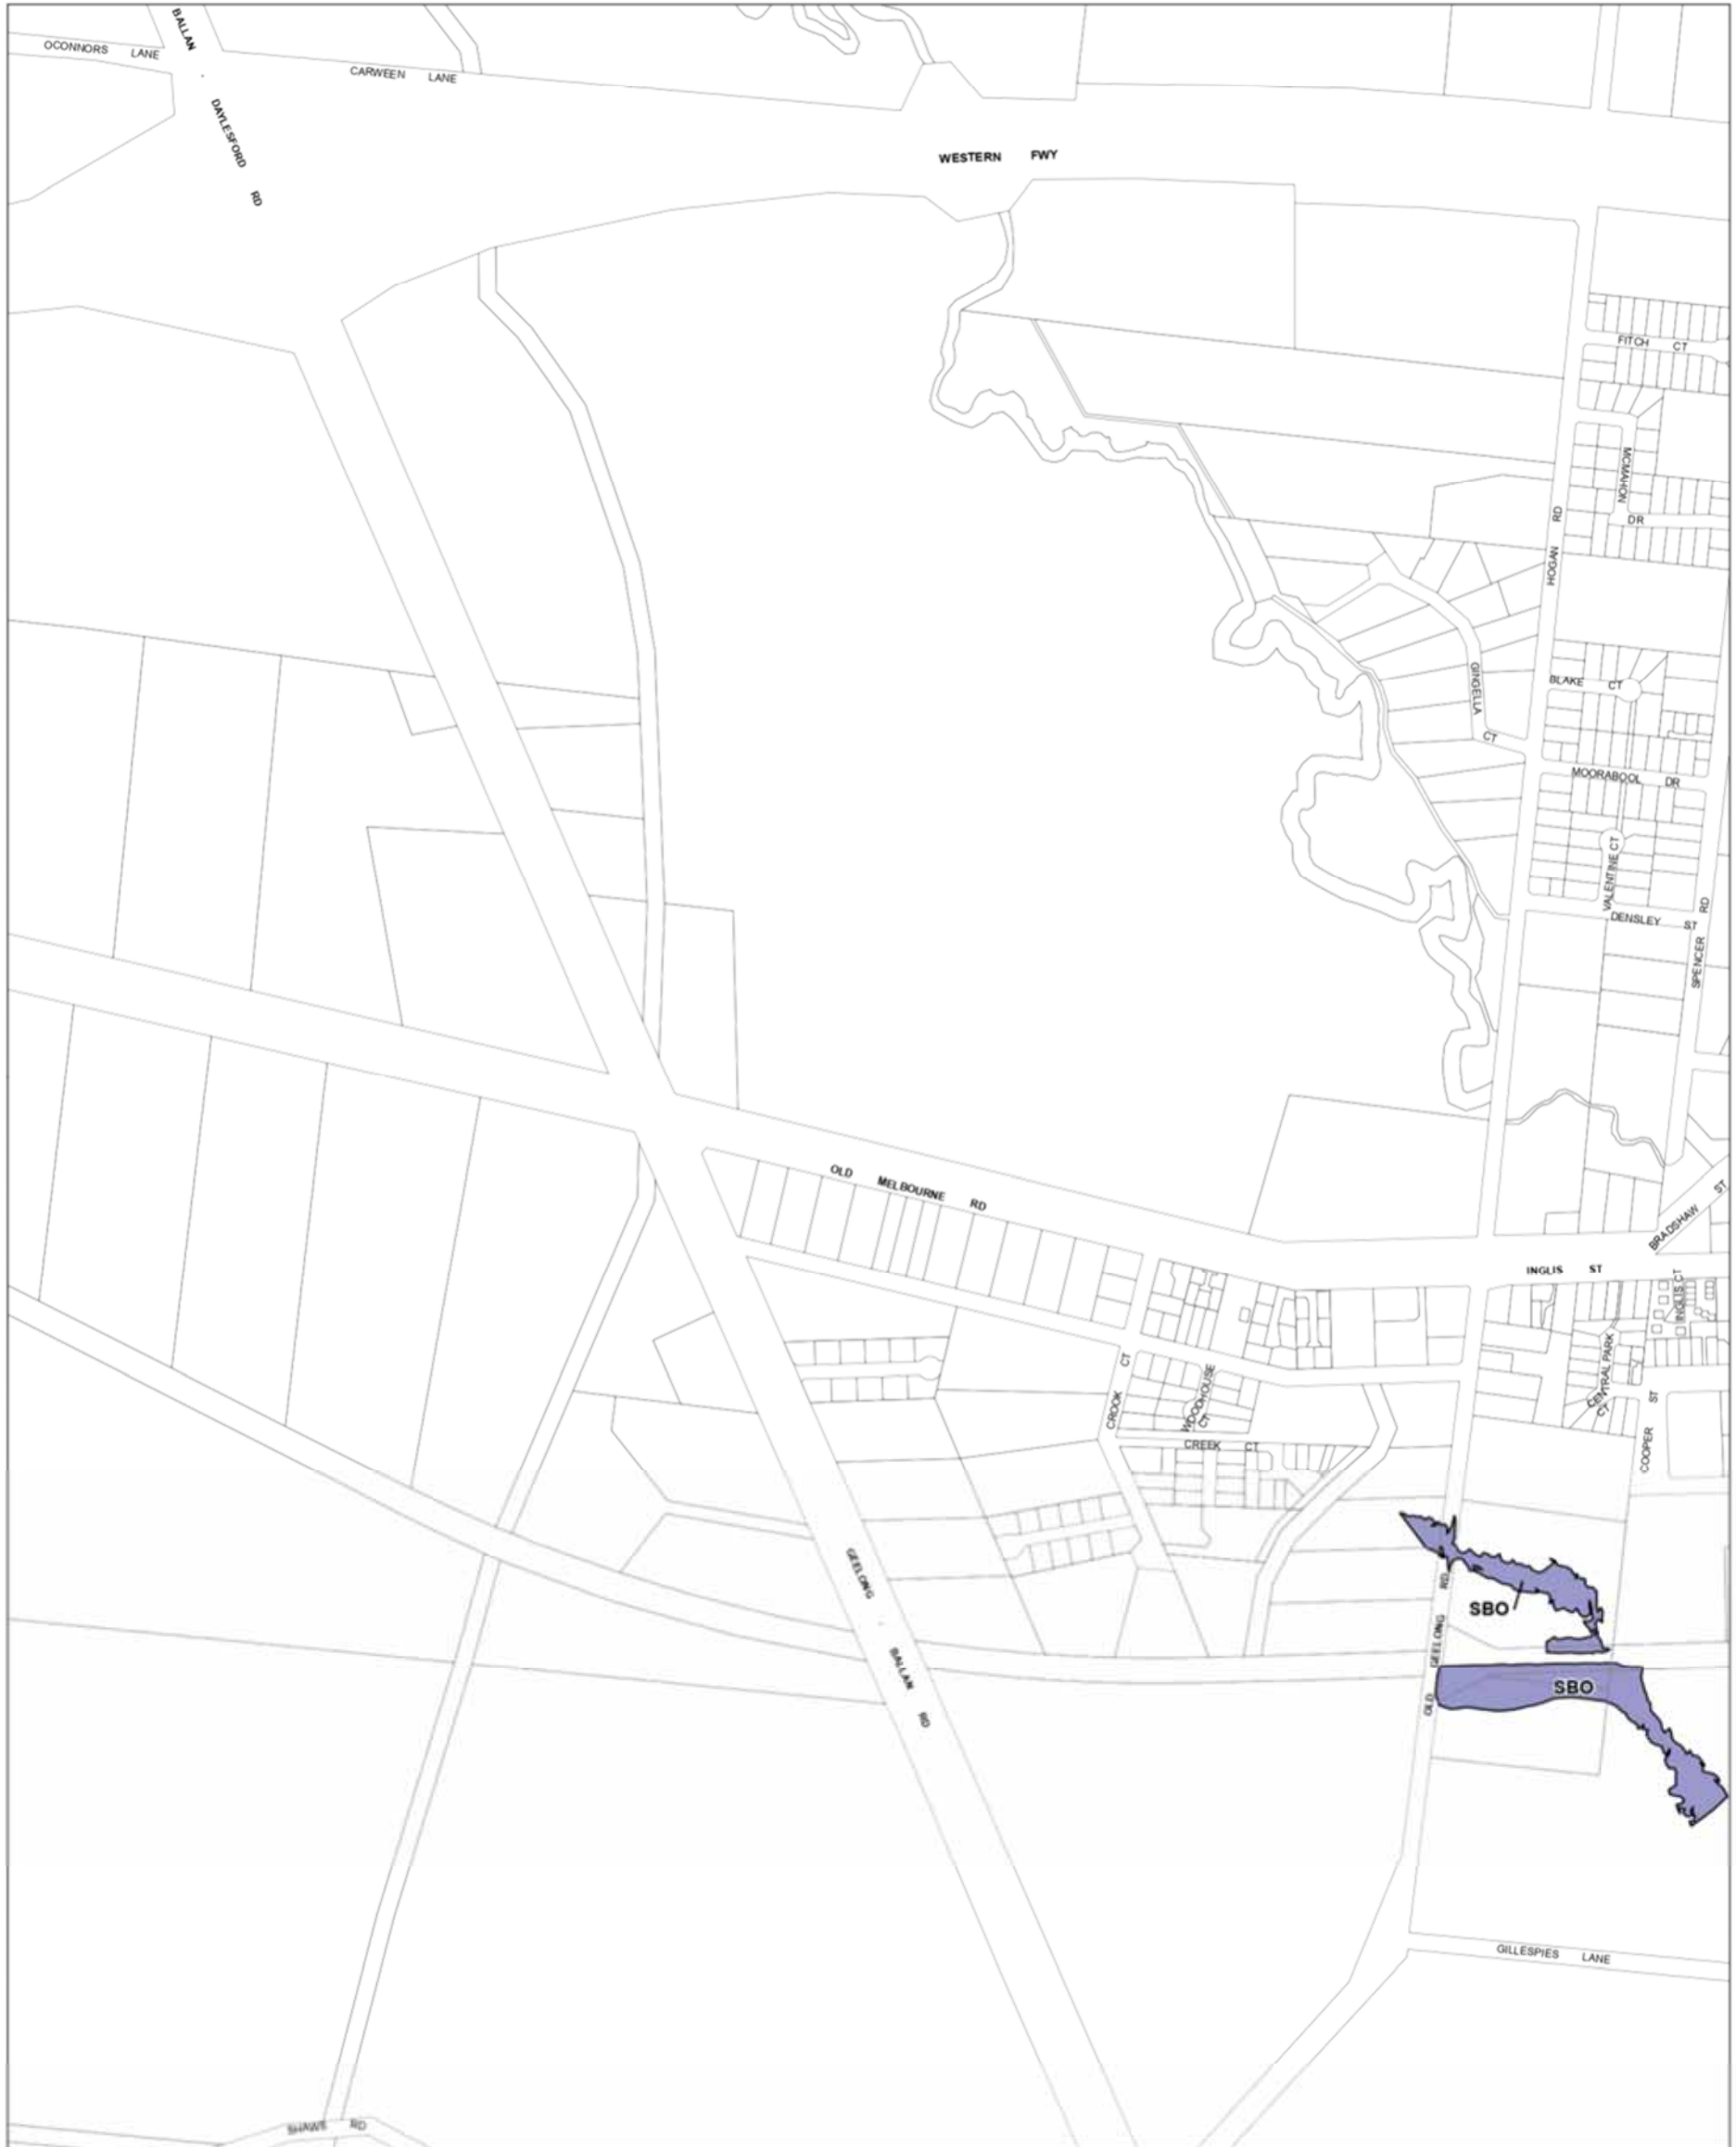 BALLAN - DAYLESFORD RD
OCONNORS LANE
CARWEEN LANE
WESTERN FWY
FITCH CT
MCMAHON DR
HOGAN RD
GINGELLA CT
BLAKE CT
MOORABOOL DR
VALENTINE CT
DENSLEY ST
SPENCER RD
OLD MELBOURNE RD
BRADSHAW ST
INGLIS ST
INGLIS CT
CENTRAL PARK CT
COOPER ST
CROOK CT
WOODHOUSE CT
CREEK CT
GEELONG - BALLAN RD
OLD GEELONG RD
SBO
SBO
GILLESPIES LANE
SHAWS RD